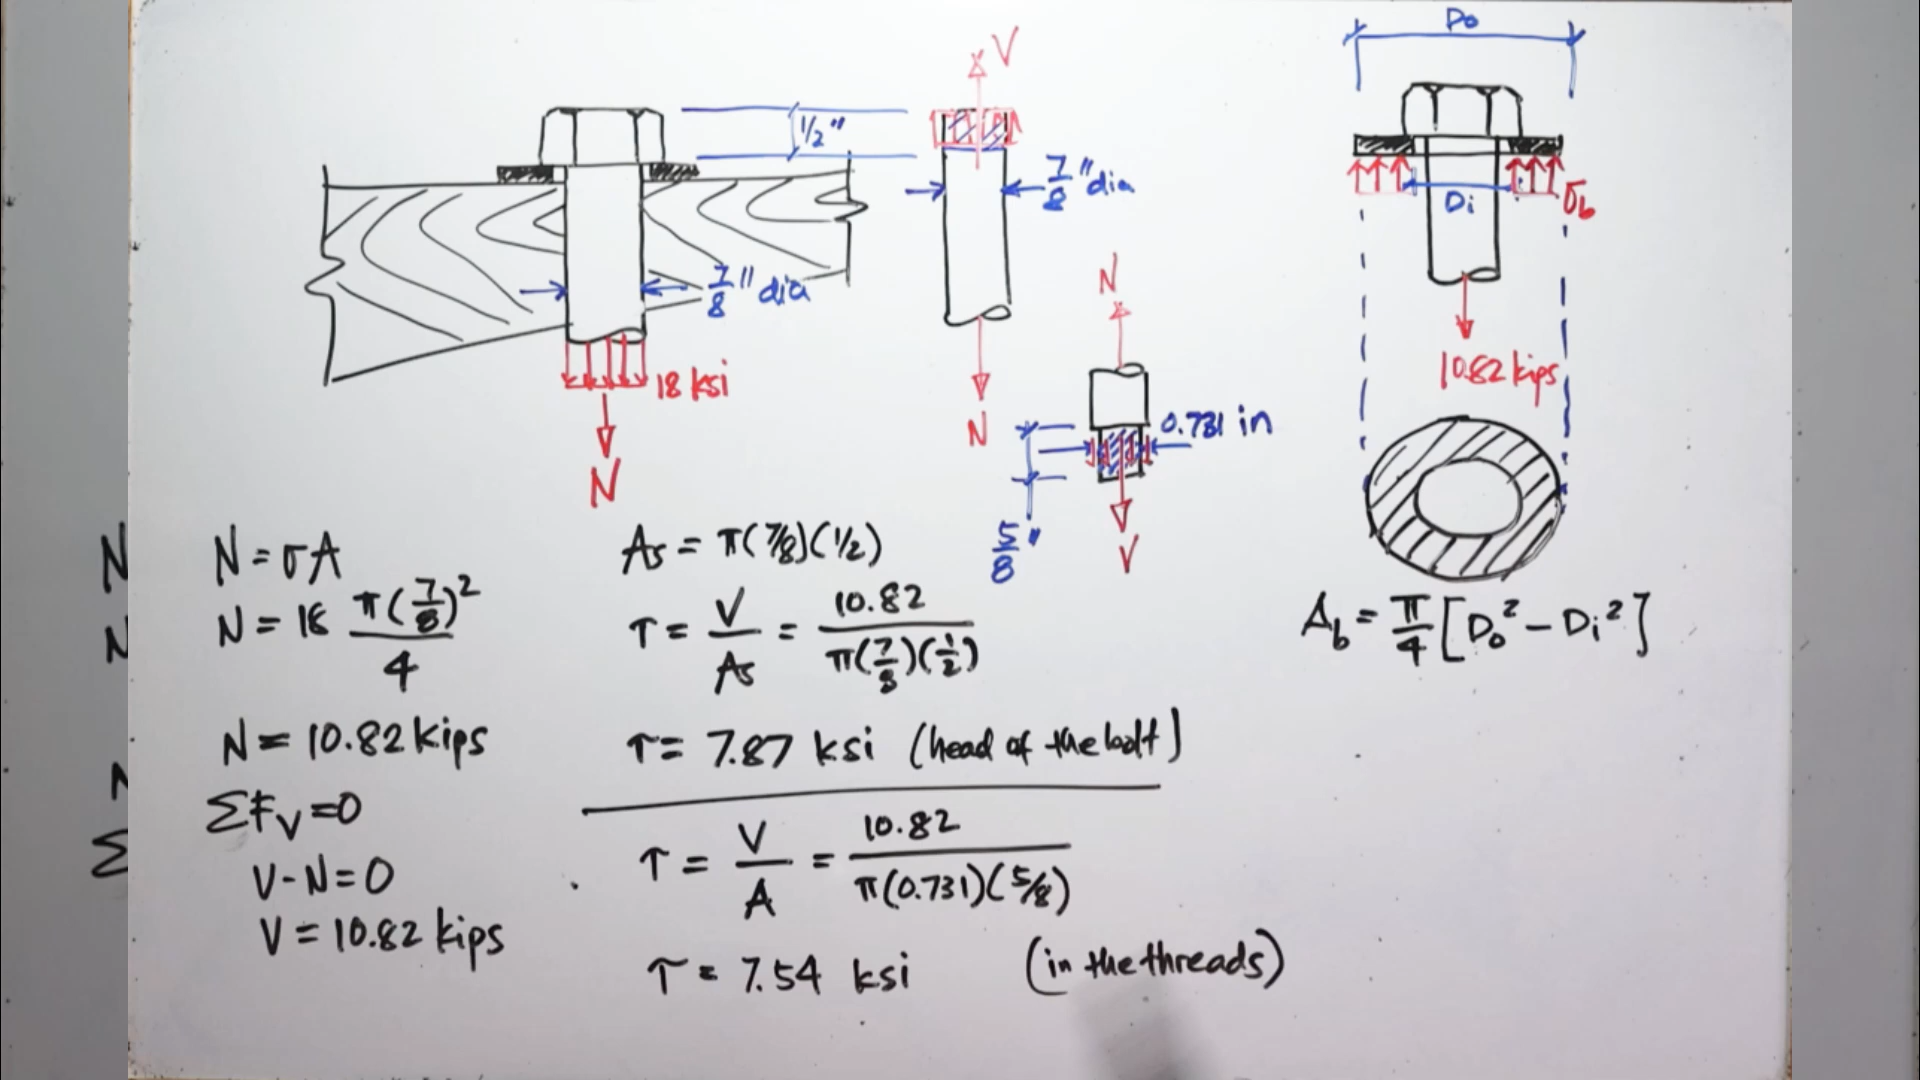 Do
V
1/2"
7/8" dia
Di
σb
7/8" dia
N
18 ksi
10.82 kips
N
0.731 in
N
5/8"
V
N = σA
N = 18 π(7/8)²/4
N = 10.82 kips
ΣFV = 0
V - N = 0
V = 10.82 kips
As = π(7/8)(1/2)
τ = V/As = 10.82/π(7/8)(1/2)
τ = 7.87 ksi (head of the bolt)
τ = V/A = 10.82/π(0.731)(5/8)
τ = 7.54 ksi (in the threads)
Ab = π/4 [Do² - Di²]
N
N
N
Σ